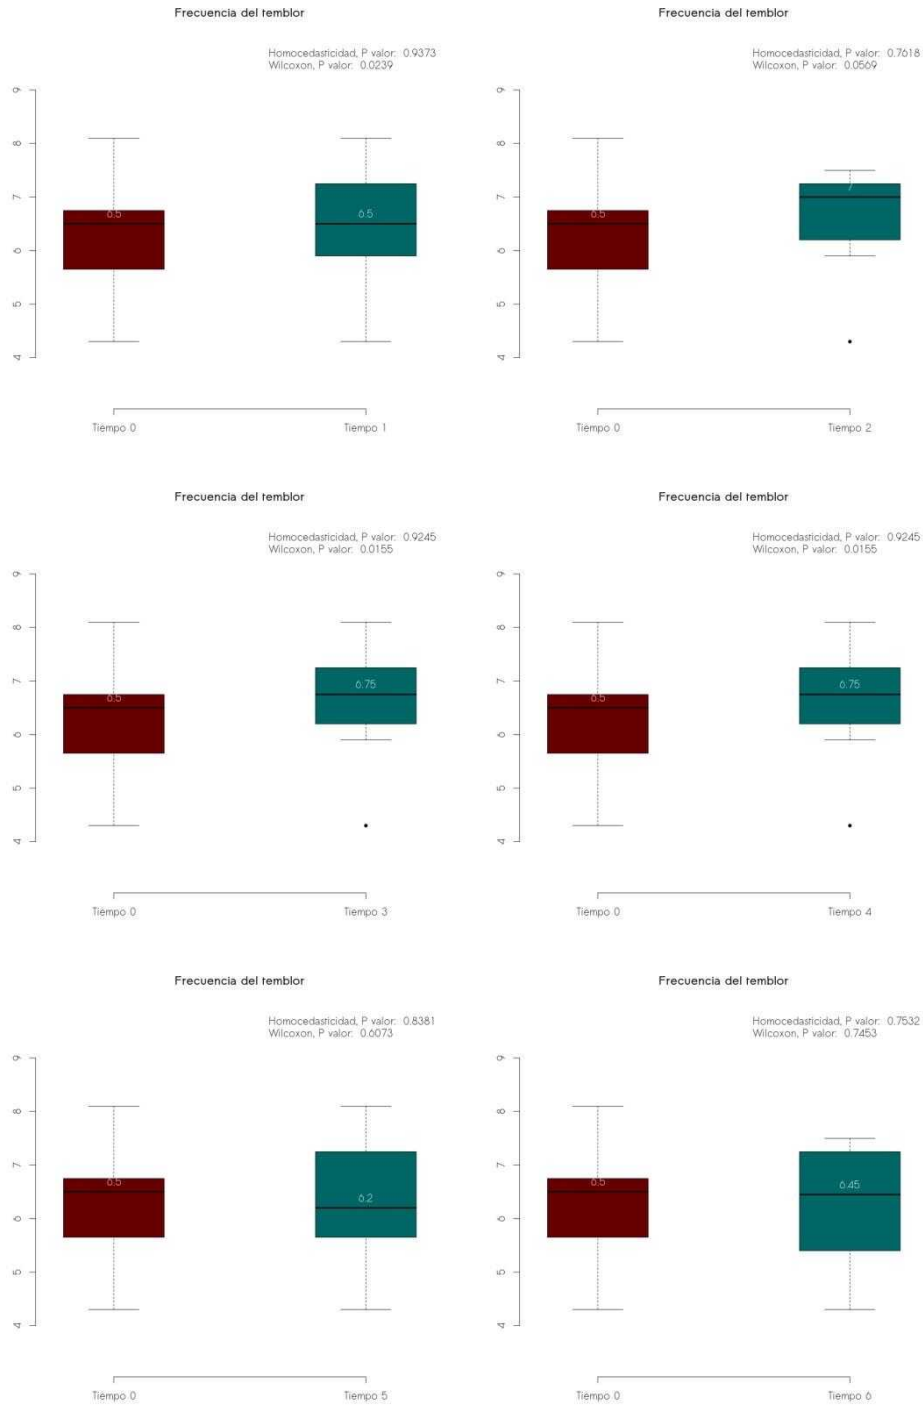 Frecuencia del temblor
Homocedasticidad, P valor: 0.9373
Wilcoxon, P valor: 0.0239
9
8
7
6
5
4
6.5
6.5
Tiempo 0
Tiempo 1
Frecuencia del temblor
Homocedasticidad, P valor: 0.7618
Wilcoxon, P valor: 0.0569
9
8
7
6
5
4
6.5
7
Tiempo 0
Tiempo 2
Frecuencia del temblor
Homocedasticidad, P valor: 0.9245
Wilcoxon, P valor: 0.0155
9
8
7
6
5
4
6.5
6.75
Tiempo 0
Tiempo 3
Frecuencia del temblor
Homocedasticidad, P valor: 0.9245
Wilcoxon, P valor: 0.0155
9
8
7
6
5
4
6.5
6.75
Tiempo 0
Tiempo 4
Frecuencia del temblor
Homocedasticidad, P valor: 0.8381
Wilcoxon, P valor: 0.6073
9
8
7
6
5
4
6.5
6.2
Tiempo 0
Tiempo 5
Frecuencia del temblor
Homocedasticidad, P valor: 0.7532
Wilcoxon, P valor: 0.7453
9
8
7
6
5
4
6.5
6.45
Tiempo 0
Tiempo 6